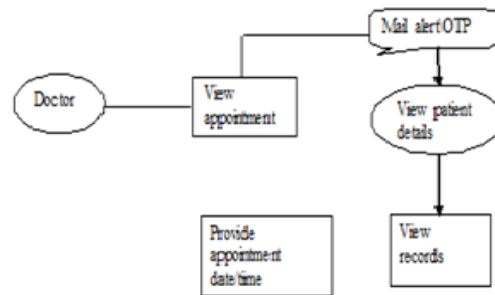 Mail alert/OTP
Doctor
View
appointment
View patient
details
Provide
appointment
date/time
View
records